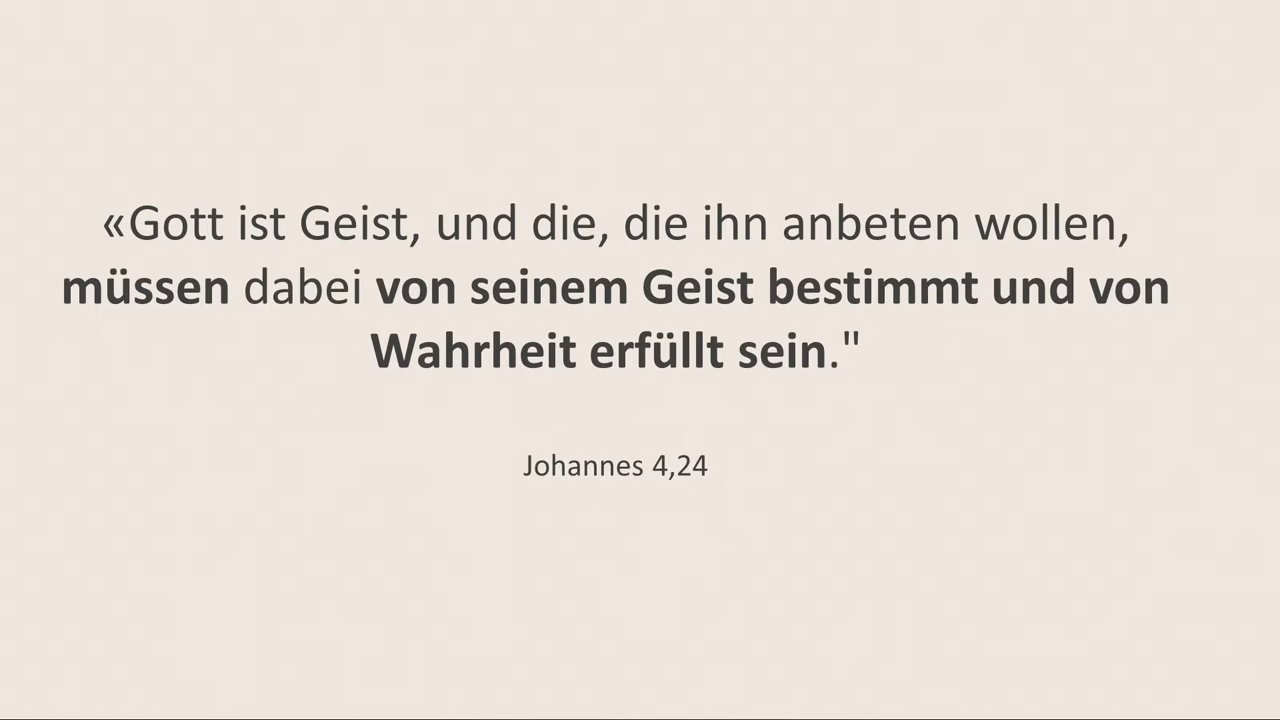 «Gott ist Geist, und die, die ihn anbeten wollen,
müssen dabei von seinem Geist bestimmt und von
Wahrheit erfüllt sein."
Johannes 4,24